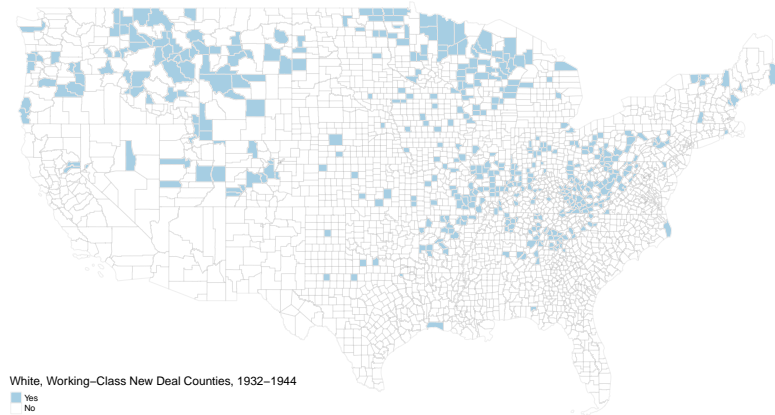 White, Working−Class New Deal Counties, 1932−1944
Yes
No